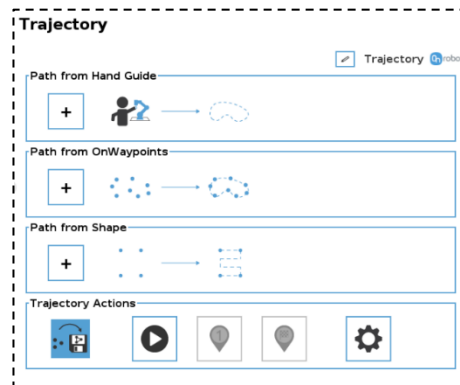 Trajectory
Trajectory
Path from Hand Guide
+
Path from OnWaypoints
+
Path from Shape
+
Trajectory Actions
1